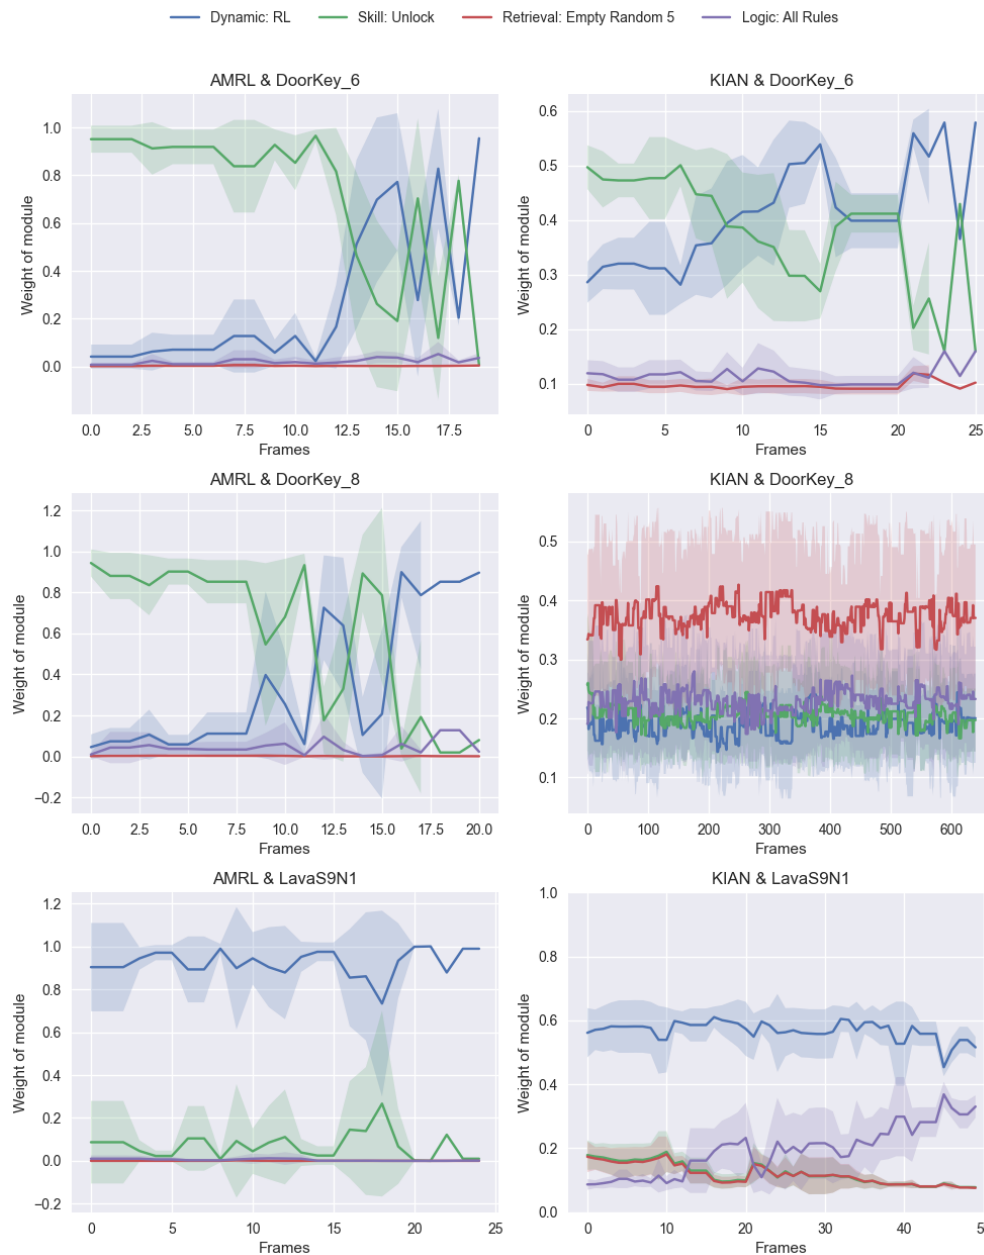 Dynamic: RL Skill: Unlock Retrieval: Empty Random 5 Logic: All Rules
AMRL & DoorKey_6
Weight of module
1.0
0.8
0.6
0.4
0.2
0.0
0.0 2.5 5.0 7.5 10.0 12.5 15.0 17.5
Frames
KIAN & DoorKey_6
Weight of module
0.6
0.5
0.4
0.3
0.2
0.1
0 5 10 15 20 25
Frames
AMRL & DoorKey_8
Weight of module
1.2
1.0
0.8
0.6
0.4
0.2
0.0
−0.2
0.0 2.5 5.0 7.5 10.0 12.5 15.0 17.5 20.0
Frames
KIAN & DoorKey_8
Weight of module
0.5
0.4
0.3
0.2
0.1
0 100 200 300 400 500 600
Frames
AMRL & LavaS9N1
Weight of module
1.2
1.0
0.8
0.6
0.4
0.2
0.0
−0.2
0 5 10 15 20 25
Frames
KIAN & LavaS9N1
Weight of module
1.0
0.8
0.6
0.4
0.2
0.0
0 10 20 30 40 5
Frames